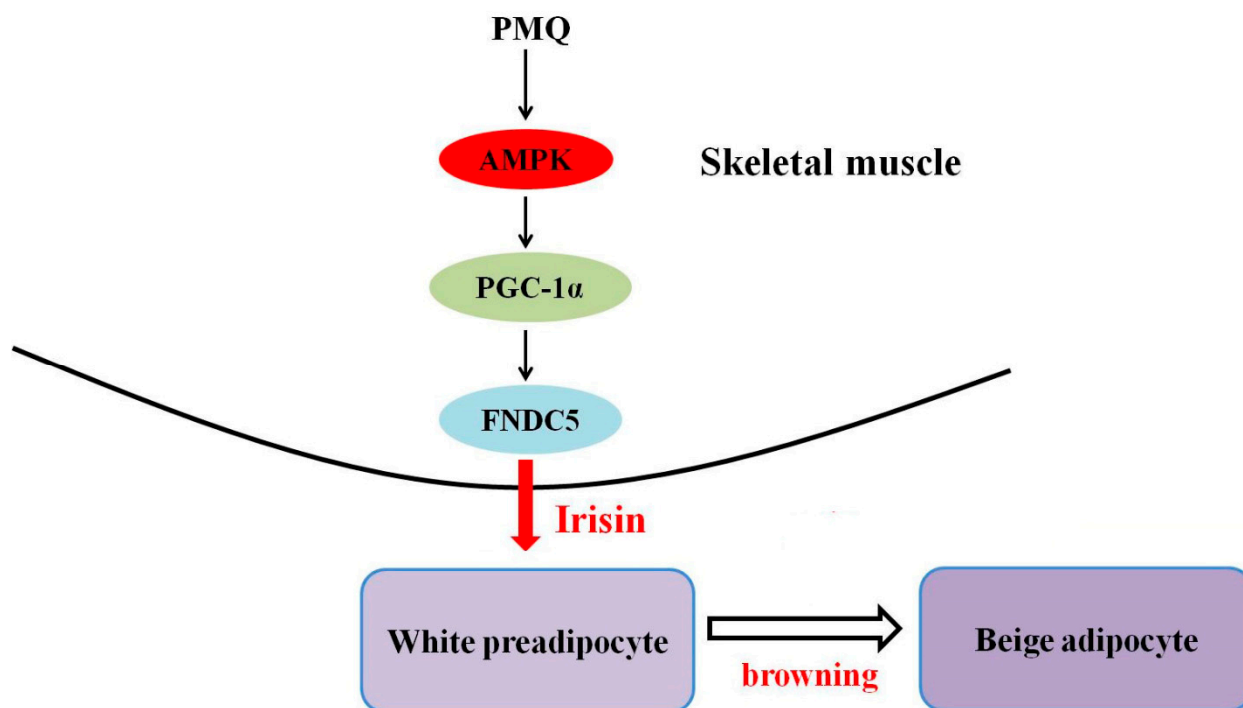 PMQ
AMPK
Skeletal muscle
PGC-1α
FNDC5
Irisin
White preadipocyte
browning
Beige adipocyte